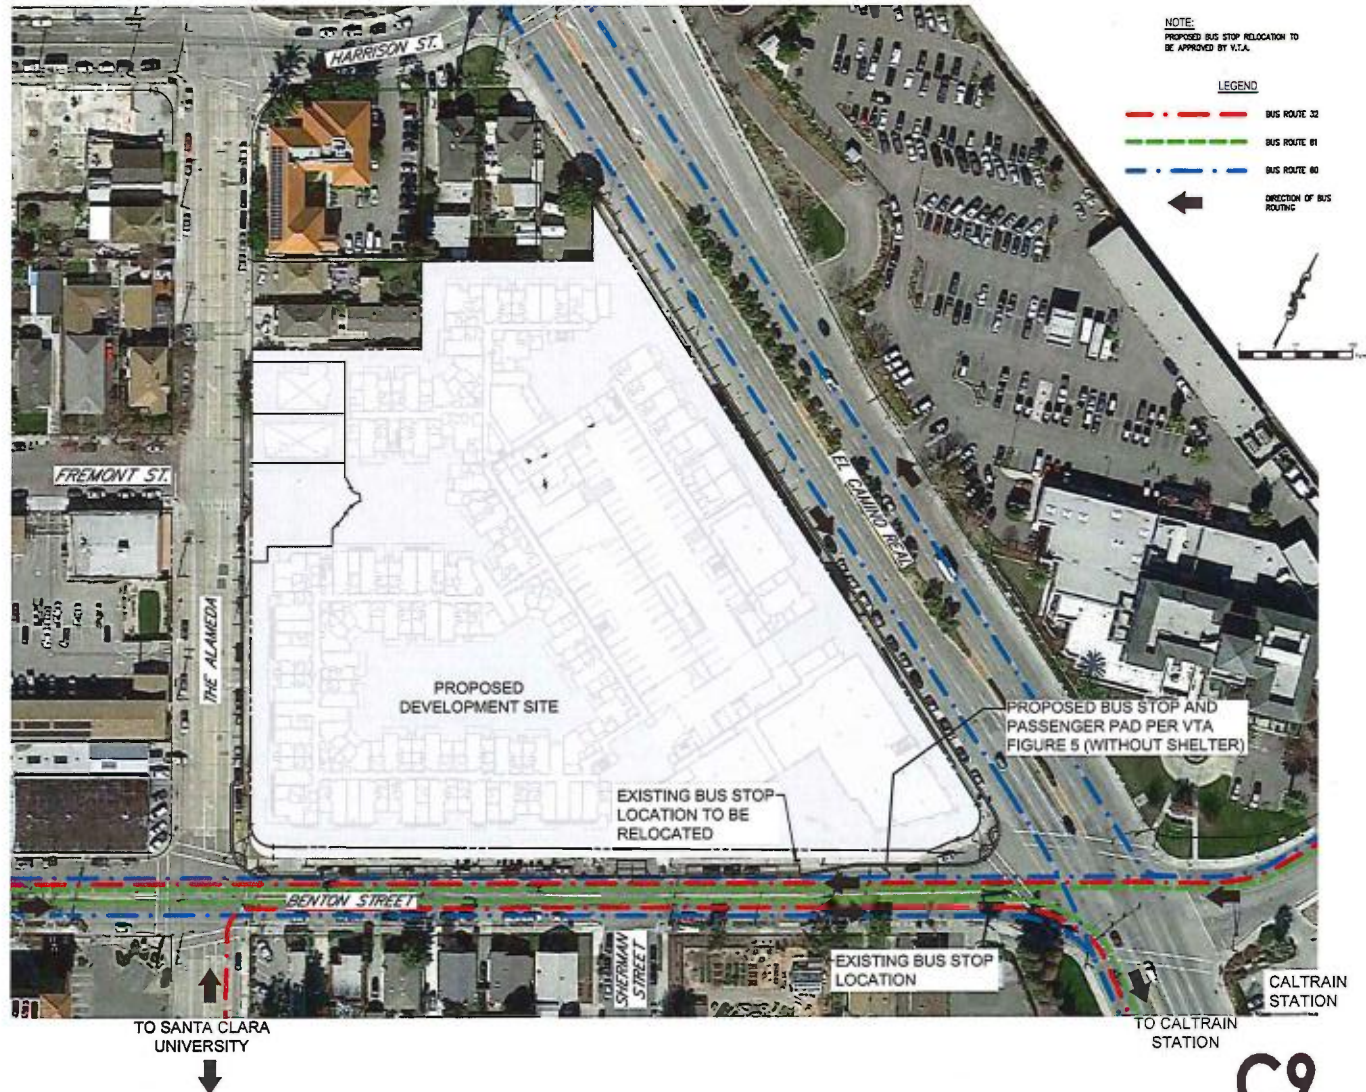 NOTE:
PROPOSED BUS STOP RELOCATION TO
BE APPROVED BY V.T.A.
LEGEND
BUS ROUTE 32
BUS ROUTE 81
BUS ROUTE 60
DIRECTION OF BUS
ROUTING
HARRISON ST.
FREMONT ST.
THE ALAMEDA
EL CAMINO REAL
PROPOSED
DEVELOPMENT SITE
PROPOSED BUS STOP AND
PASSENGER PAD PER VTA
FIGURE 5 (WITHOUT SHELTER)
EXISTING BUS STOP
LOCATION TO BE
RELOCATED
BENTON STREET
SHERMAN
STREET
EXISTING BUS STOP
LOCATION
CALTRAIN
STATION
TO SANTA CLARA
UNIVERSITY
TO CALTRAIN
STATION
C9